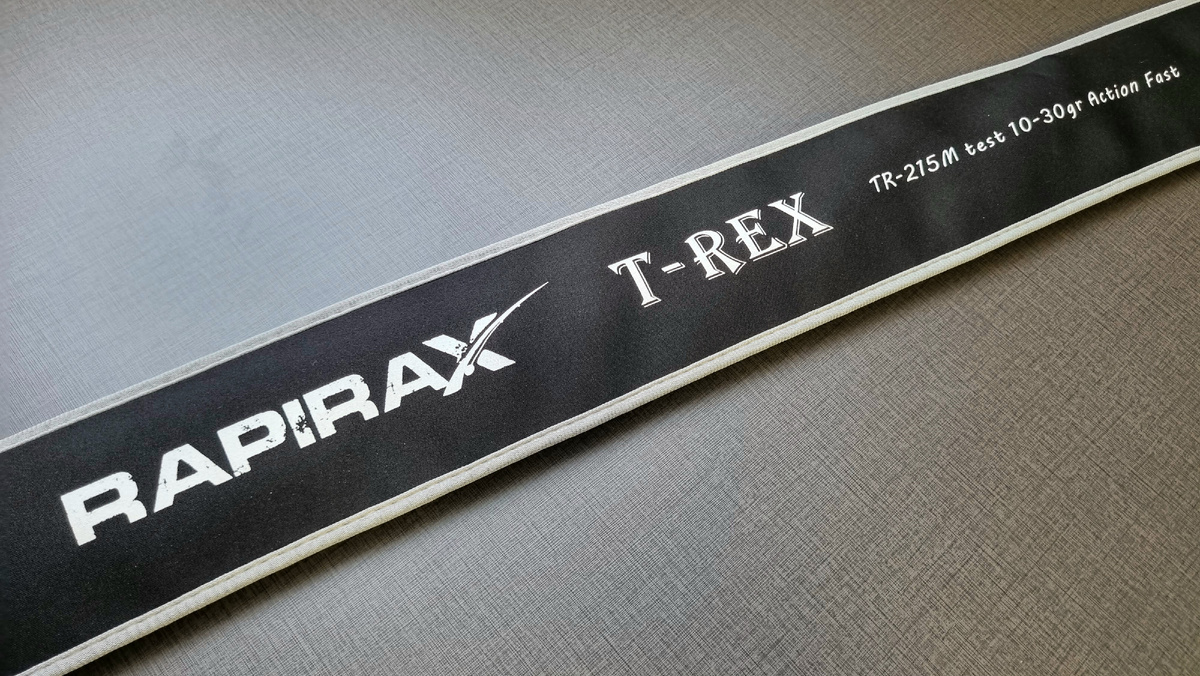 RAPIRAX
T-REX
TR-215M test 10-30gr Action Fast